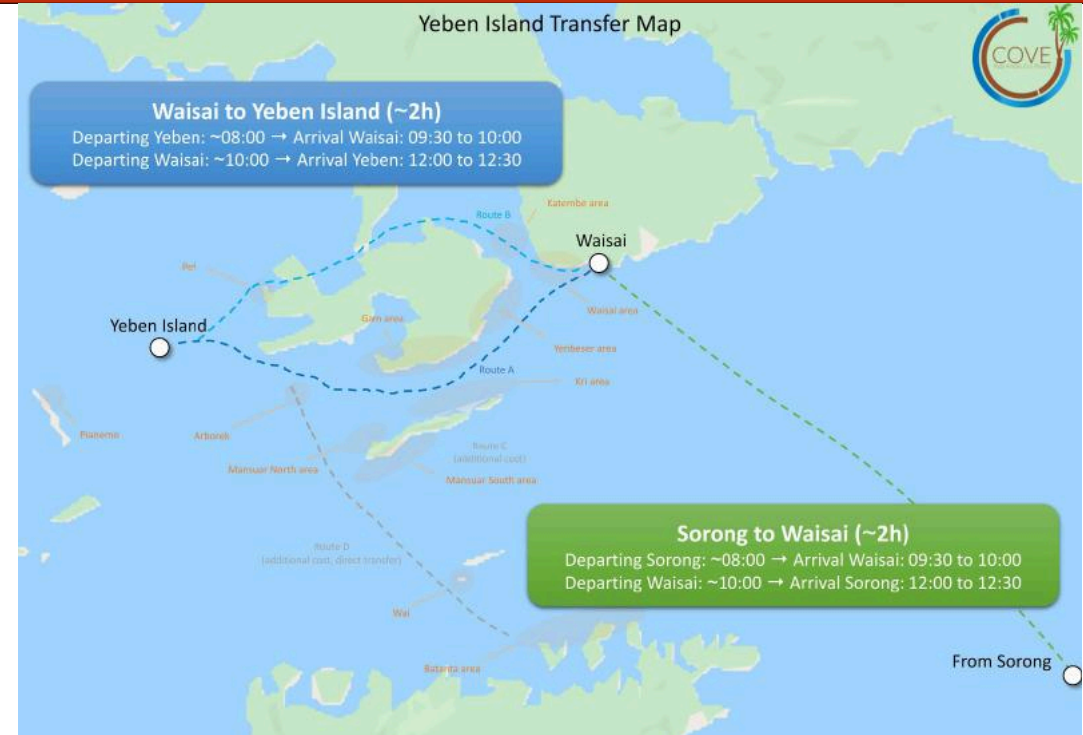 Yeben Island Transfer Map
COVE
Waisai to Yeben Island (~2h)
Departing Yeben: ~08:00 → Arrival Waisai: 09:30 to 10:00
Departing Waisai: ~10:00 → Arrival Yeben: 12:00 to 12:30
Katembe area
Route B
Waisai
Pef
Waisai area
Gam area
Yeben Island
Yenbeser area
Route A
Kri area
Pianemo
Arborek
Route C
(additional cost)
Mansuar North area
Mansuar South area
Sorong to Waisai (~2h)
Departing Sorong: ~08:00 → Arrival Waisai: 09:30 to 10:00
Departing Waisai: ~10:00 → Arrival Sorong: 12:00 to 12:30
Route D
(additional cost, direct transfer)
Wai
Batanta area
From Sorong